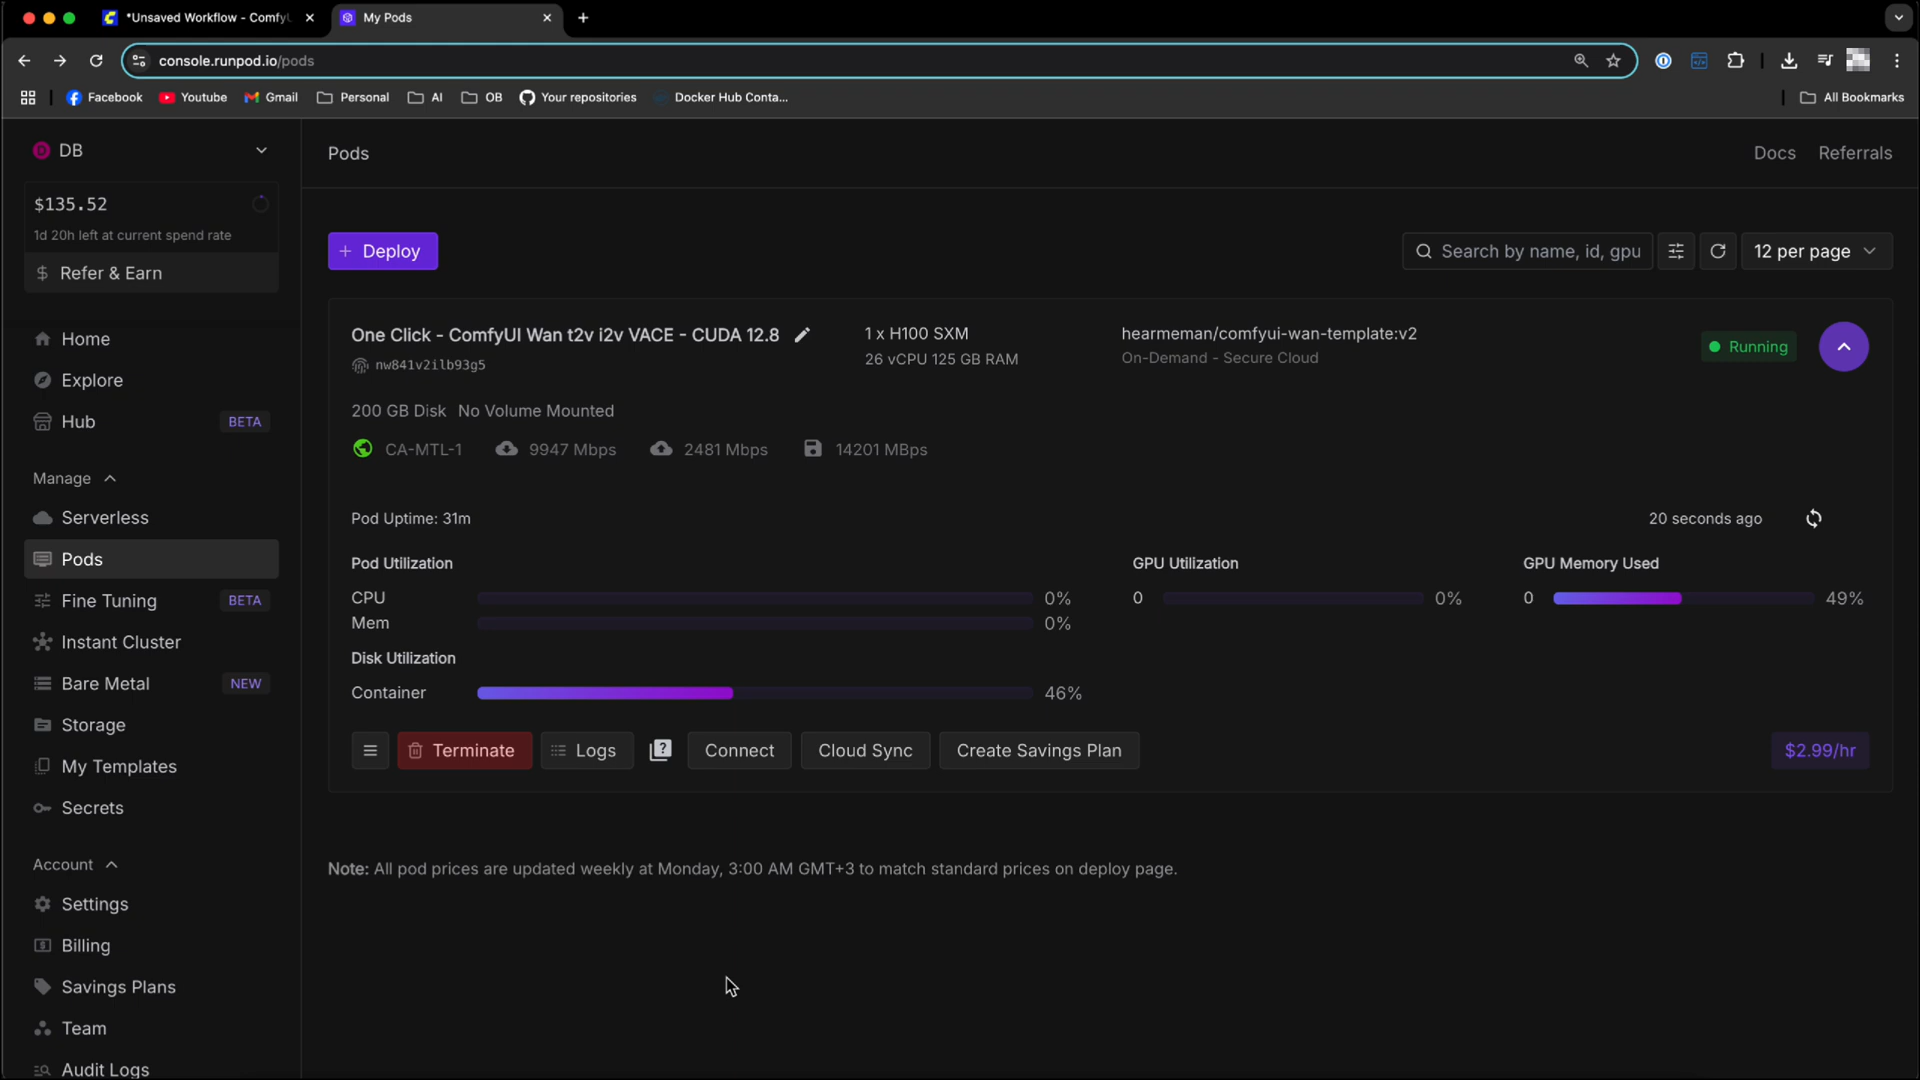 *Unsaved Workflow - ComfyU
My Pods
console.runpod.io/pods
Facebook
Youtube
Gmail
Personal
AI
OB
Your repositories
Docker Hub Conta...
All Bookmarks
DB
$135.52
1d 20h left at current spend rate
Refer & Earn
Home
Explore
Hub BETA
Manage
Serverless
Pods
Fine Tuning BETA
Instant Cluster
Bare Metal NEW
Storage
My Templates
Secrets
Account
Settings
Billing
Savings Plans
Team
Audit Logs
Pods
Docs Referrals
+ Deploy
Search by name, id, gpu
12 per page
One Click - ComfyUI Wan t2v i2v VACE - CUDA 12.8
nw841v2ilb93g5
1 x H100 SXM
26 vCPU 125 GB RAM
hearmeman/comfyui-wan-template:v2
On-Demand - Secure Cloud
Running
200 GB Disk No Volume Mounted
CA-MTL-1 9947 Mbps 2481 Mbps 14201 MBps
Pod Uptime: 31m
20 seconds ago
Pod Utilization
CPU 0%
Mem 0%
Disk Utilization
Container 46%
GPU Utilization
0 0%
GPU Memory Used
0 49%
Terminate
Logs
Connect
Cloud Sync
Create Savings Plan
$2.99/hr
Note: All pod prices are updated weekly at Monday, 3:00 AM GMT+3 to match standard prices on deploy page.